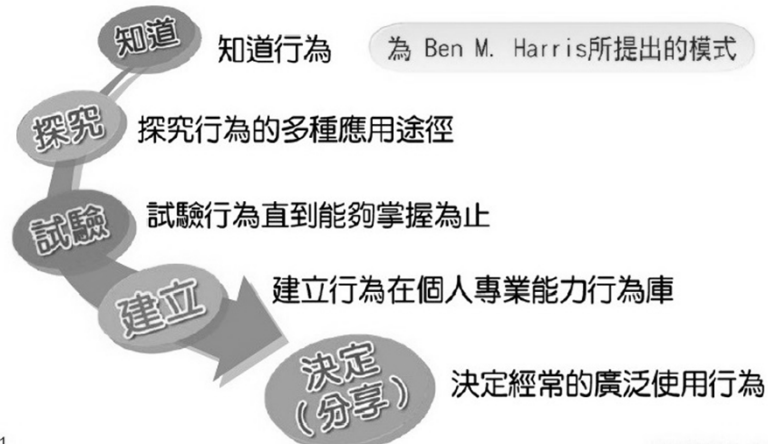 知道
知道行為
為 Ben M. Harris所提出的模式
探究
探究行為的多種應用途徑
試驗
試驗行為直到能夠掌握為止
建立
建立行為在個人專業能力行為庫
決定
(分享)
決定經常的廣泛使用行為
1